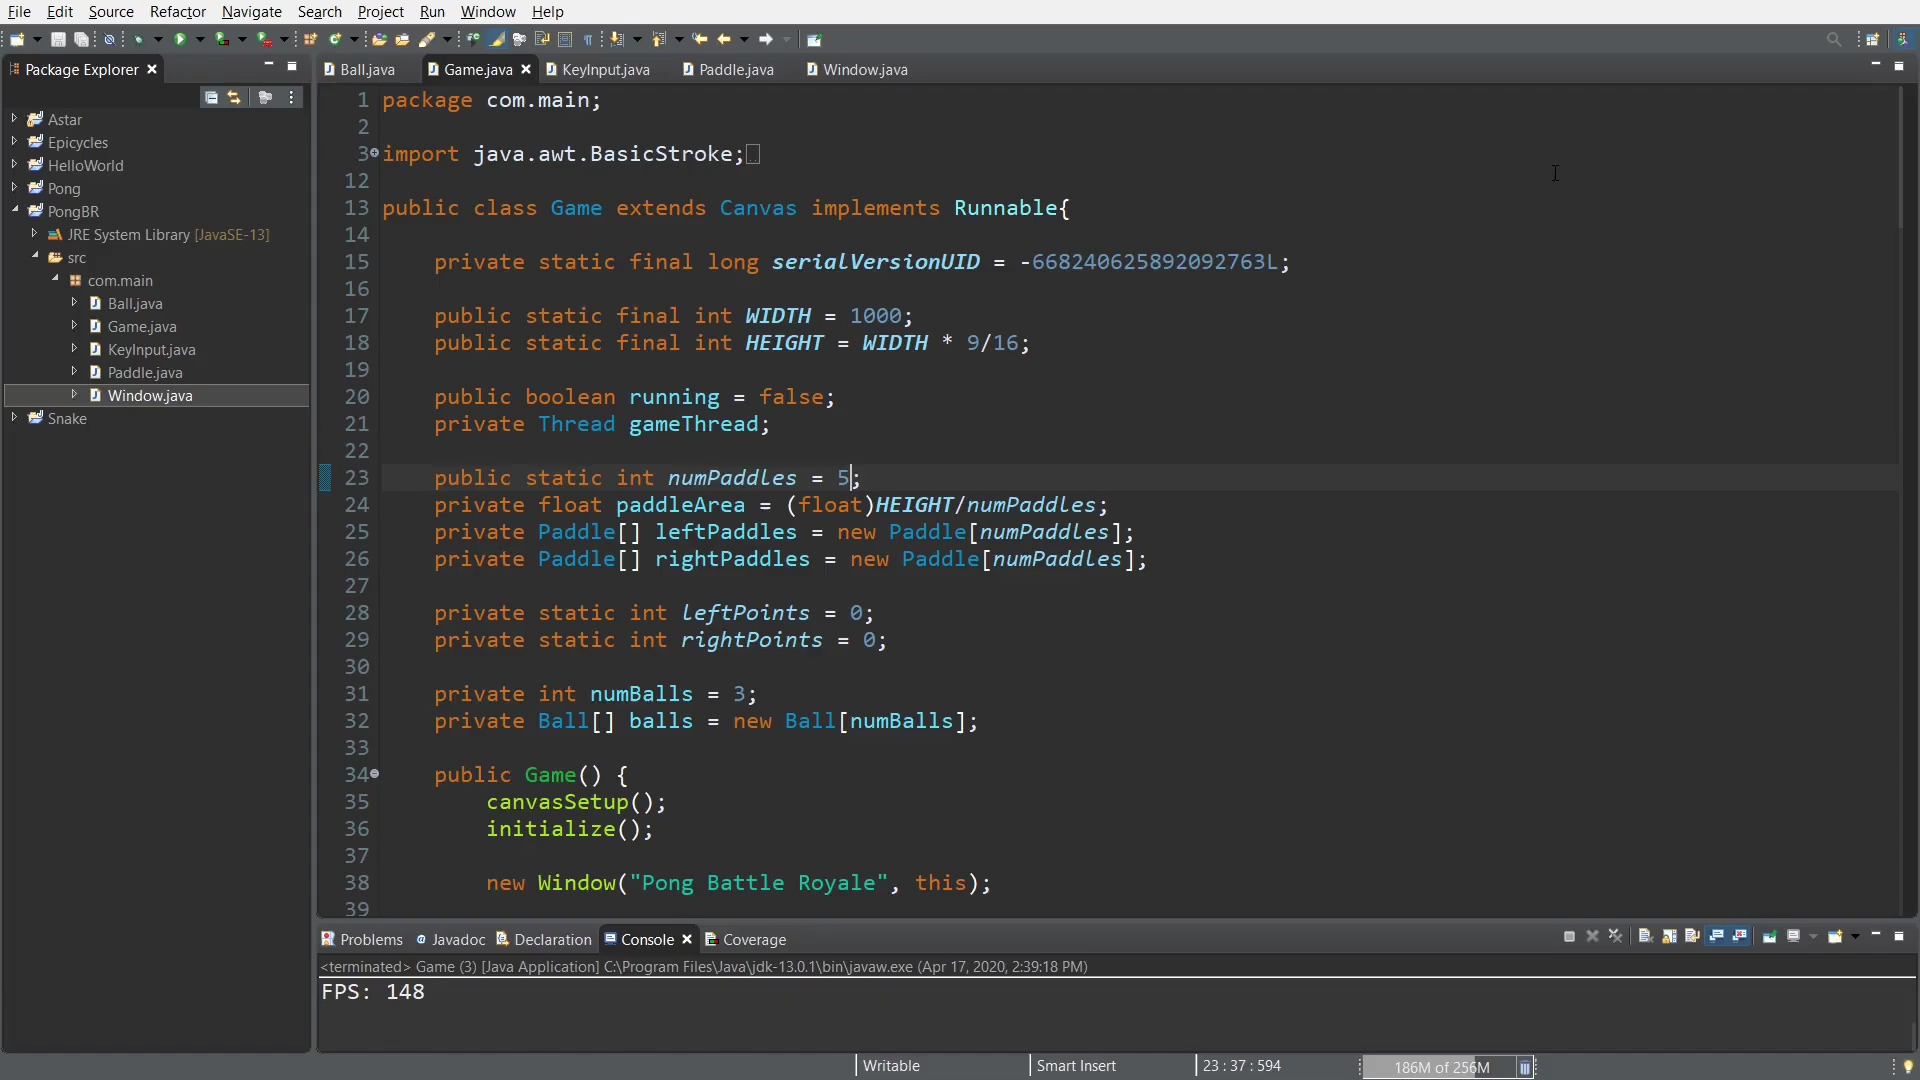 File Edit Source Refactor Navigate Search Project Run Window Help
Package Explorer
Astar
Epicycles
HelloWorld
Pong
PongBR
JRE System Library [JavaSE-13]
src
com.main
Ball.java
Game.java
KeyInput.java
Paddle.java
Window.java
Snake
Ball.java Game.java KeyInput.java Paddle.java Window.java
1 package com.main;
2
3 import java.awt.BasicStroke;
12
13 public class Game extends Canvas implements Runnable{
14
15 private static final long serialVersionUID = -668240625892092763L;
16
17 public static final int WIDTH = 1000;
18 public static final int HEIGHT = WIDTH * 9/16;
19
20 public boolean running = false;
21 private Thread gameThread;
22
23 public static int numPaddles = 5;
24 private float paddleArea = (float)HEIGHT/numPaddles;
25 private Paddle[] leftPaddles = new Paddle[numPaddles];
26 private Paddle[] rightPaddles = new Paddle[numPaddles];
27
28 private static int leftPoints = 0;
29 private static int rightPoints = 0;
30
31 private int numBalls = 3;
32 private Ball[] balls = new Ball[numBalls];
33
34 public Game() {
35 canvasSetup();
36 initialize();
37
38 new Window("Pong Battle Royale", this);
39
Problems Javadoc Declaration Console Coverage
<terminated> Game (3) [Java Application] C:\Program Files\Java\jdk-13.0.1\bin\javaw.exe (Apr 17, 2020, 2:39:18 PM)
FPS: 148
Writable Smart Insert 23 : 37 : 594 186M of 256M